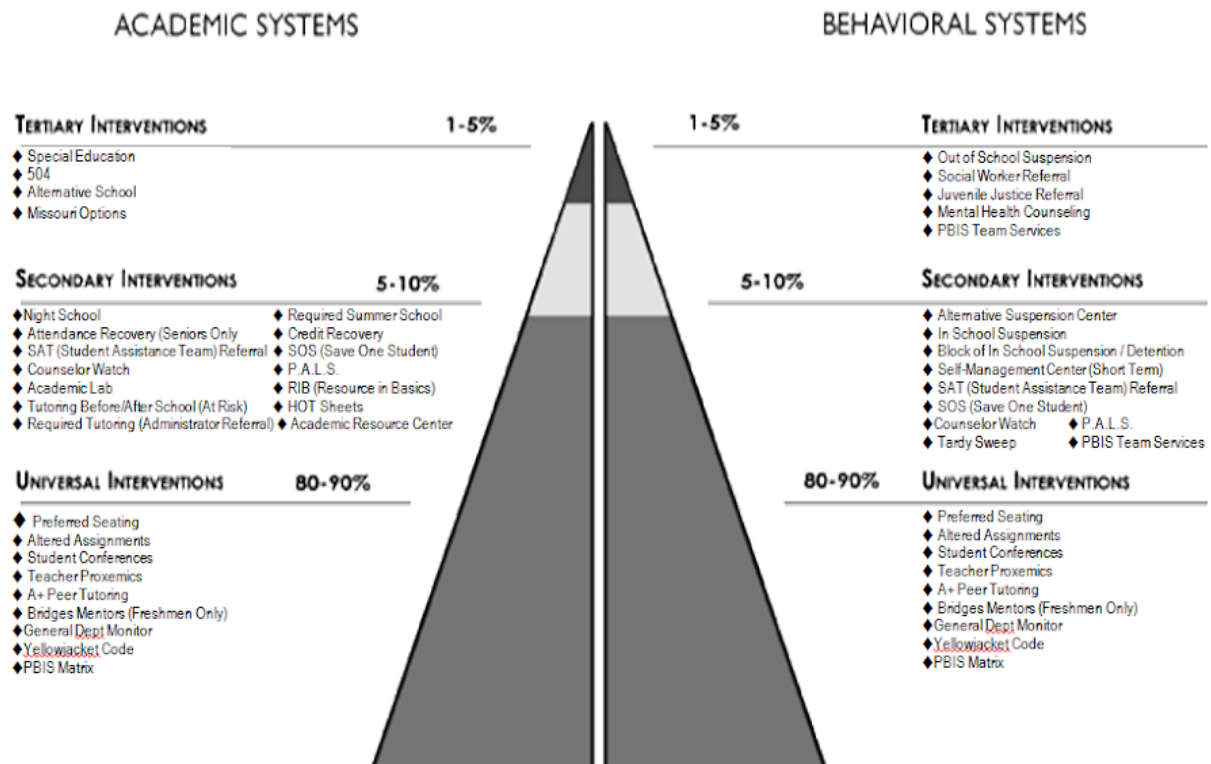 ACADEMIC SYSTEMS
BEHAVIORAL SYSTEMS
TERTIARY INTERVENTIONS 1-5%
♦ Special Education
♦ 504
♦ Alternative School
♦ Missouri Options
SECONDARY INTERVENTIONS 5-10%
♦Night School ♦ Required Summer School
♦ Attendance Recovery (Seniors Only ♦ Credit Recovery
♦ SAT (Student Assistance Team) Referral ♦ SOS (Save One Student)
♦ Counselor Watch ♦ P.A.L.S.
♦ Academic Lab ♦ RIB (Resource in Basics)
♦ Tutoring Before/After School (At Risk) ♦ HOT Sheets
♦ Required Tutoring (Administrator Referral) ♦ Academic Resource Center
UNIVERSAL INTERVENTIONS 80-90%
♦ Preferred Seating
♦ Altered Assignments
♦ Student Conferences
♦ Teacher Proxemics
♦ A+ Peer Tutoring
♦ Bridges Mentors (Freshmen Only)
♦General Dept Monitor
♦Yellowjacket Code
♦PBIS Matrix
1-5% TERTIARY INTERVENTIONS
♦ Out of School Suspension
♦ Social Worker Referral
♦ Juvenile Justice Referral
♦ Mental Health Counseling
♦ PBIS Team Services
5-10% SECONDARY INTERVENTIONS
♦ Alternative Suspension Center
♦ In School Suspension
♦ Block of In School Suspension / Detention
♦ Self-Management Center (Short Term)
♦ SAT (Student Assistance Team) Referral
♦ SOS (Save One Student)
♦Counselor Watch ♦ P.A.L.S.
♦ Tardy Sweep ♦ PBIS Team Services
80-90% UNIVERSAL INTERVENTIONS
♦ Preferred Seating
♦ Altered Assignments
♦ Student Conferences
♦ Teacher Proxemics
♦ A+ Peer Tutoring
♦ Bridges Mentors (Freshmen Only)
♦General Dept Monitor
♦Yellowjacket Code
♦PBIS Matrix